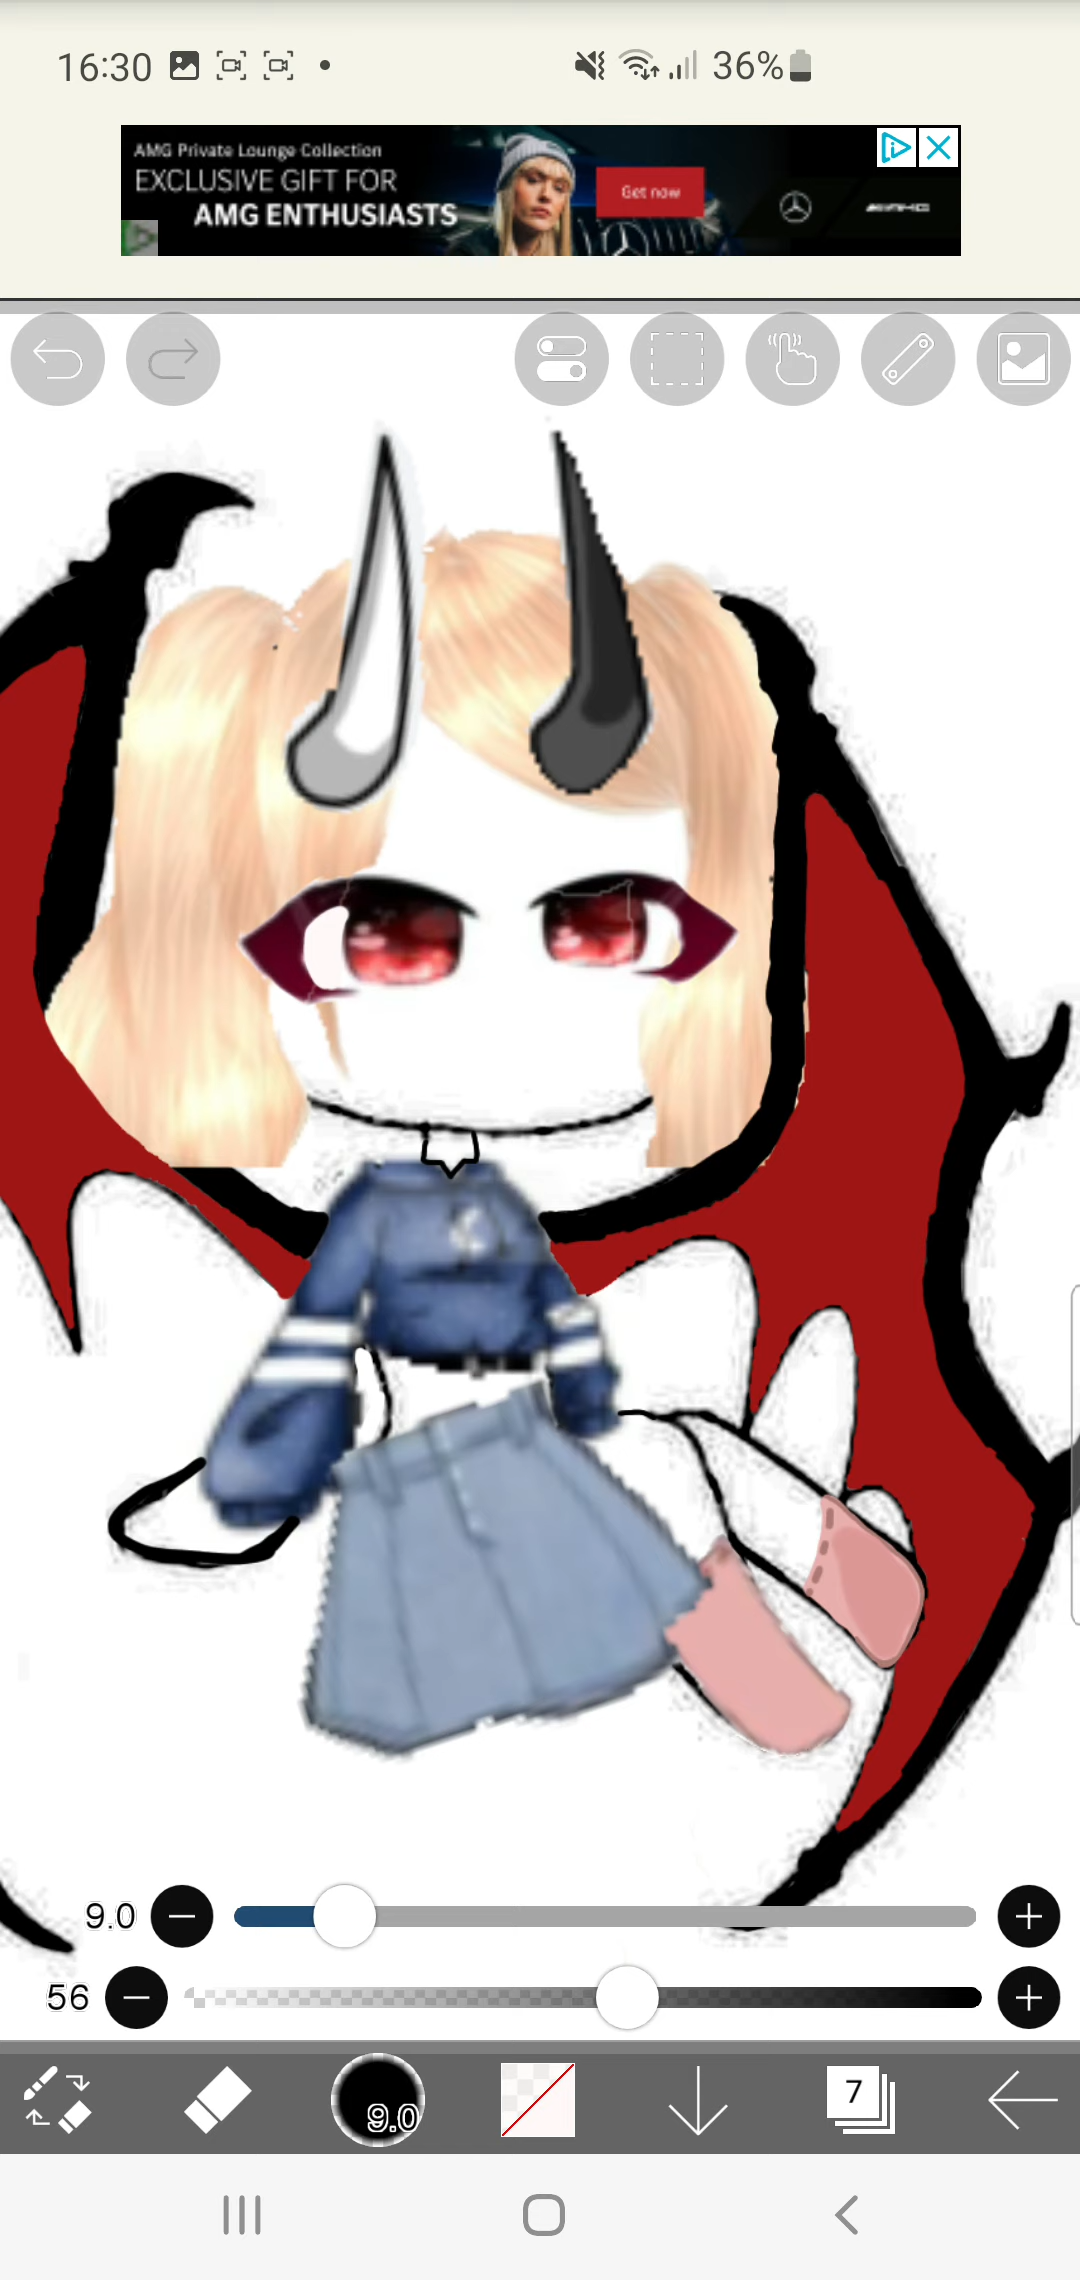 16:30
36%
AMG Private Lounge Collection
EXCLUSIVE GIFT FOR
AMG ENTHUSIASTS
Get now
AMG
9.0
56
9.0
7